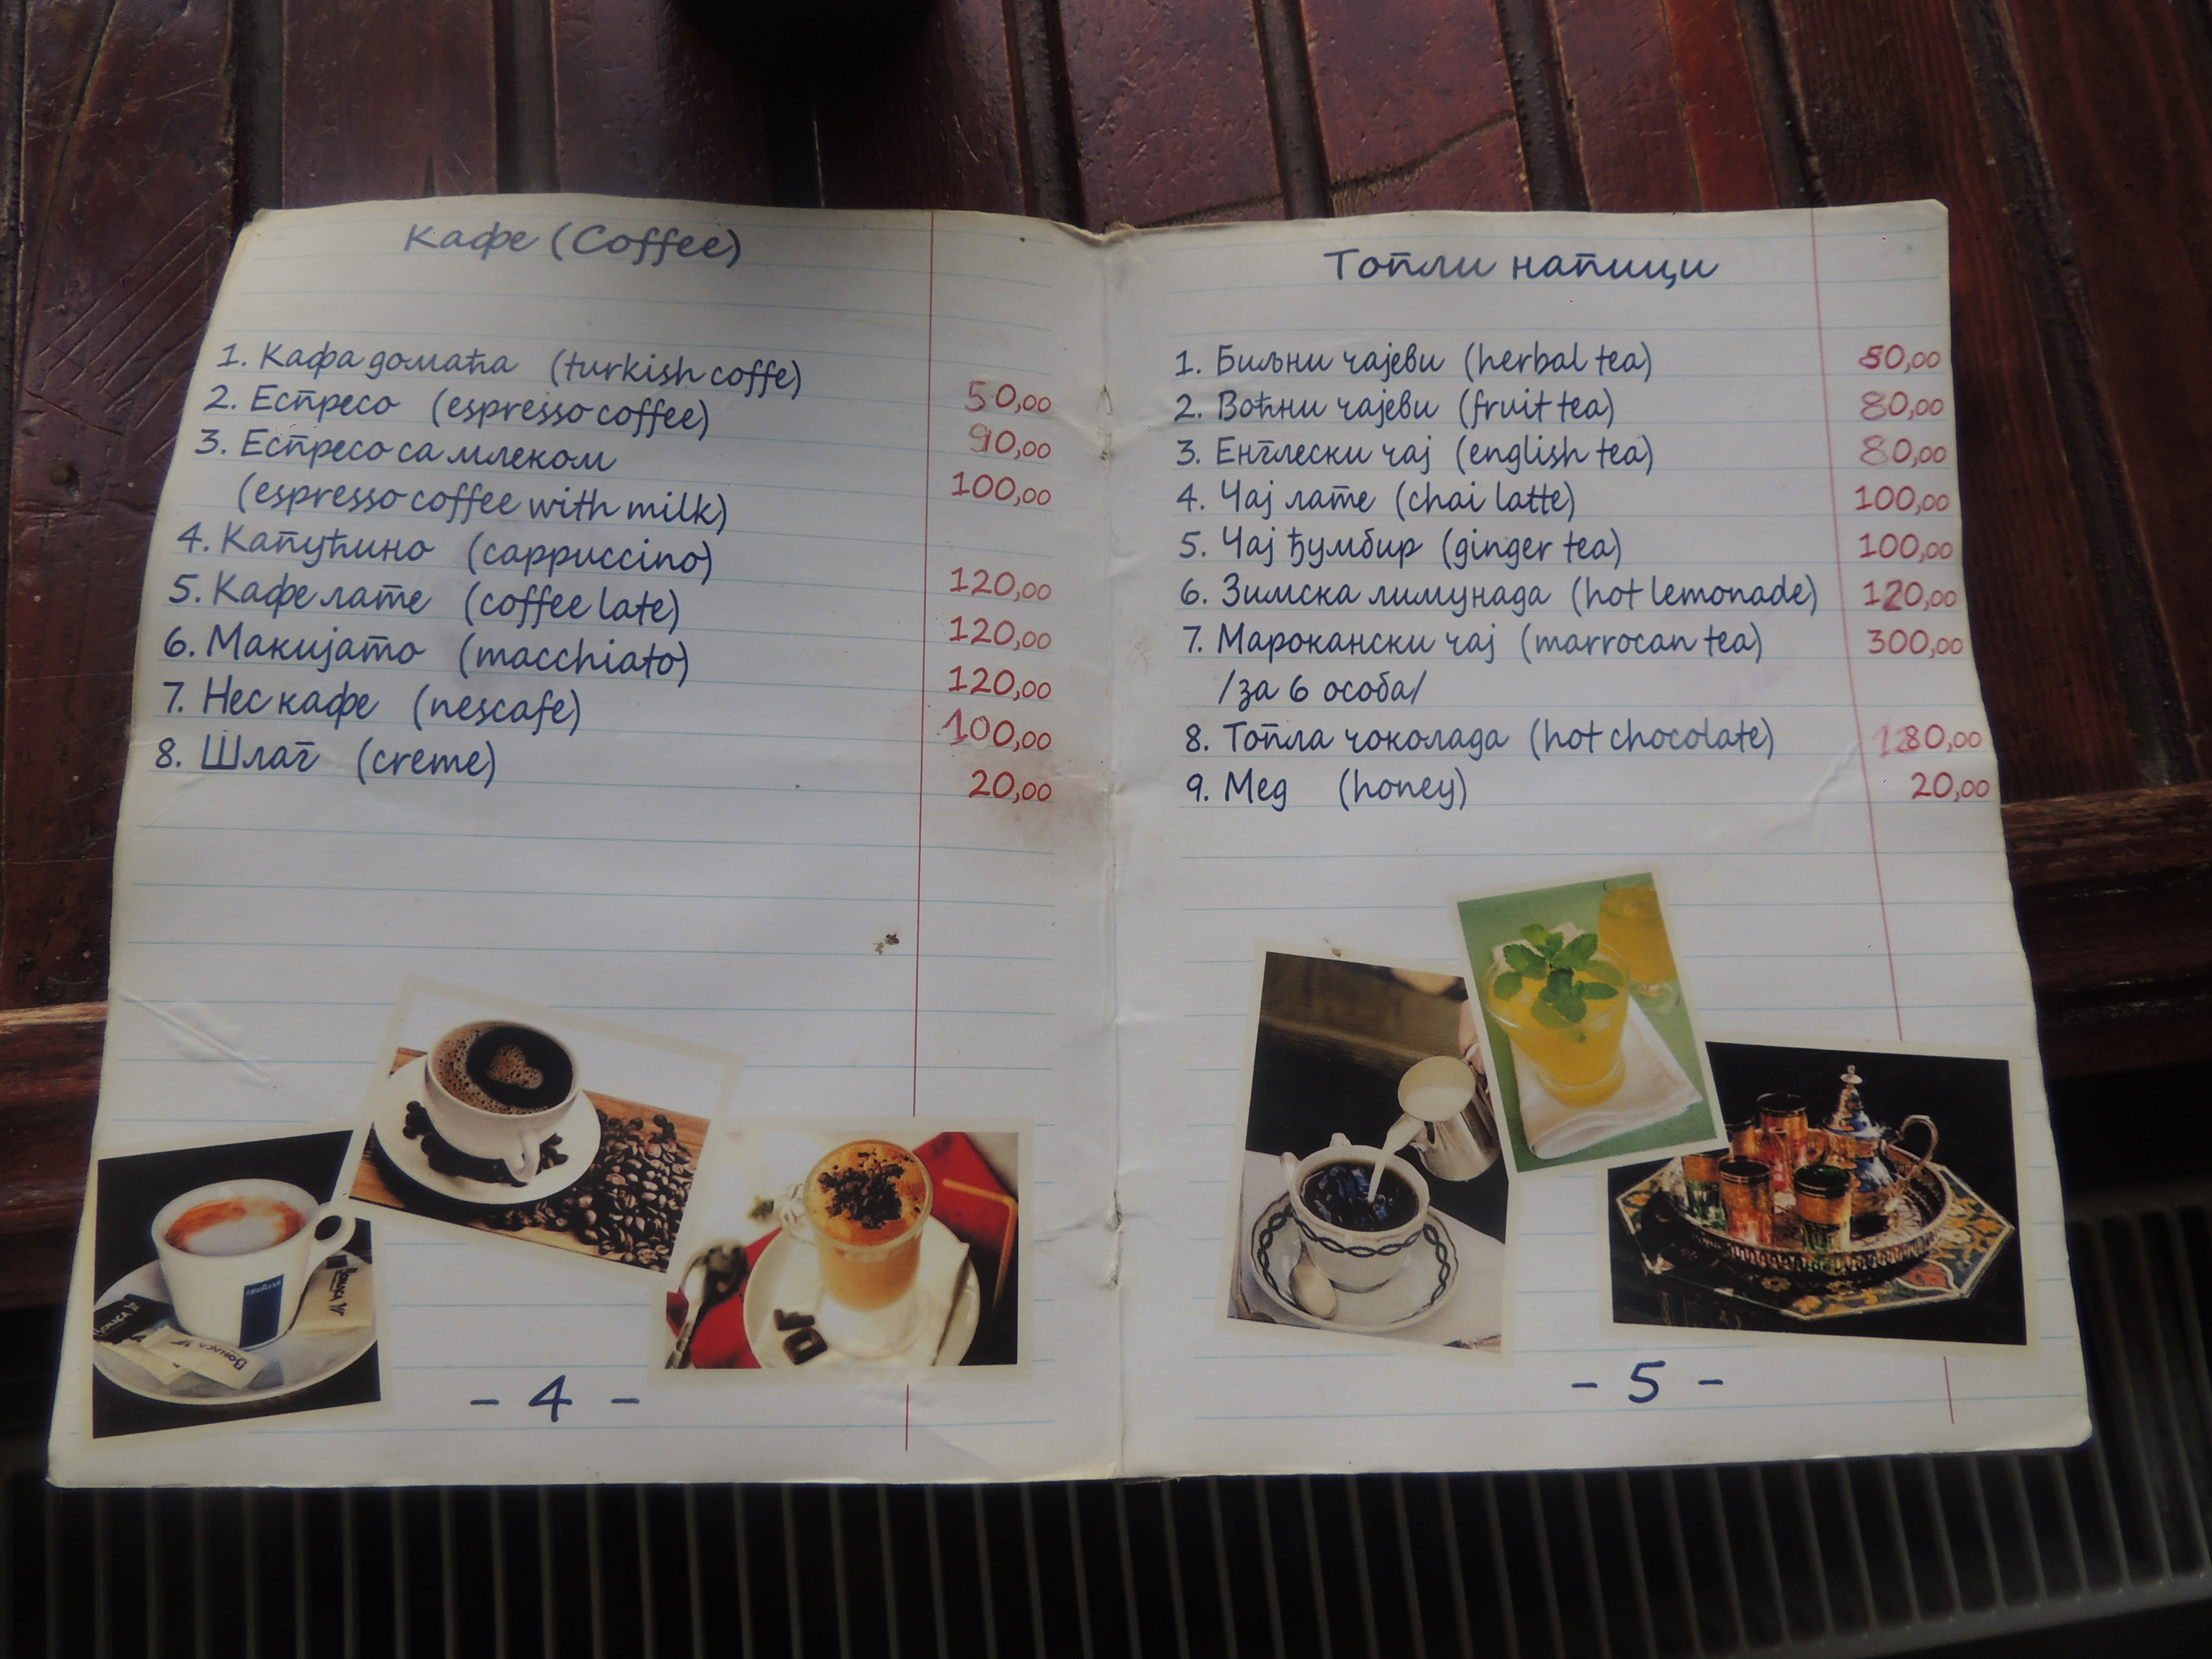 Кафе (Coffee)
1. Кафа домаћа (turkish coffe) 50,00
2. Еспресо (espresso coffee) 90,00
3. Еспресо са млеком 100,00
(espresso coffee with milk)
4. Капућино (cappuccino) 120,00
5. Кафе лате (coffee late) 120,00
6. Макијато (macchiato) 120,00
7. Нес кафе (nescafe) 100,00
8. Шлаг (creme) 20,00
- 4 -
Топли напици
1. Биљни чајеви (herbal tea) 50,00
2. Воћни чајеви (fruit tea) 80,00
3. Енглески чај (english tea) 80,00
4. Чај лате (chai latte) 100,00
5. Чај ђумбир (ginger tea) 100,00
6. Зимска лимунада (hot lemonade) 120,00
7. Марокански чај (marrocan tea) 300,00
/за 6 особа/
8. Топла чоколада (hot chocolate)
9. Мед (honey) 20,00
- 5 -